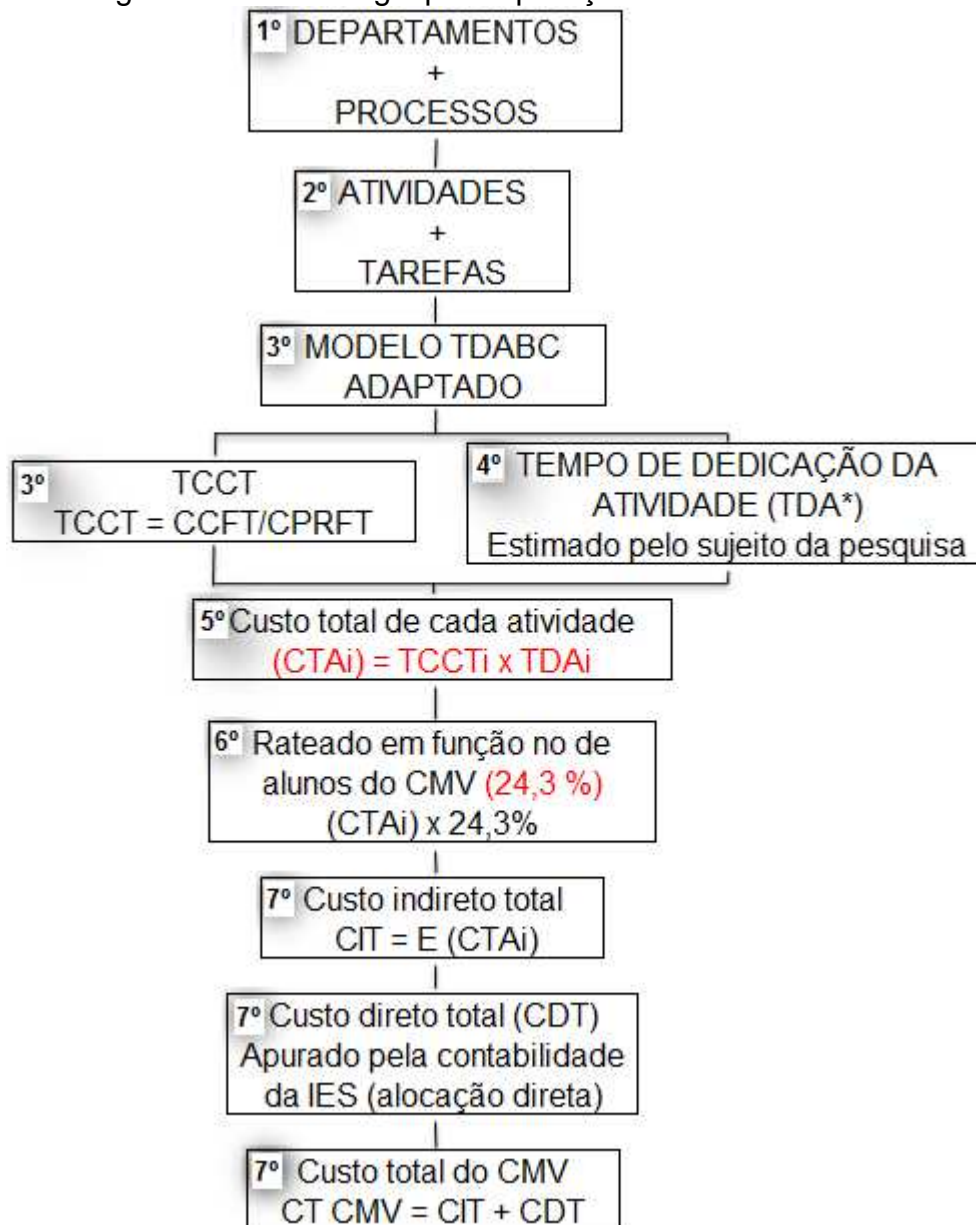 1º DEPARTAMENTOS
+
PROCESSOS
2º ATIVIDADES
+
TAREFAS
3º MODELO TDABC
ADAPTADO
3º TCCT
TCCT = CCFT/CPRFT
4º TEMPO DE DEDICAÇÃO DA
ATIVIDADE (TDA*)
Estimado pelo sujeito da pesquisa
5º Custo total de cada atividade
(CTAi) = TCCTi x TDAi
6º Rateado em função no de
alunos do CMV (24,3 %)
(CTAi) x 24,3%
7º Custo indireto total
CIT = E (CTAi)
7º Custo direto total (CDT)
Apurado pela contabilidade
da IES (alocação direta)
7º Custo total do CMV
CT CMV = CIT + CDT